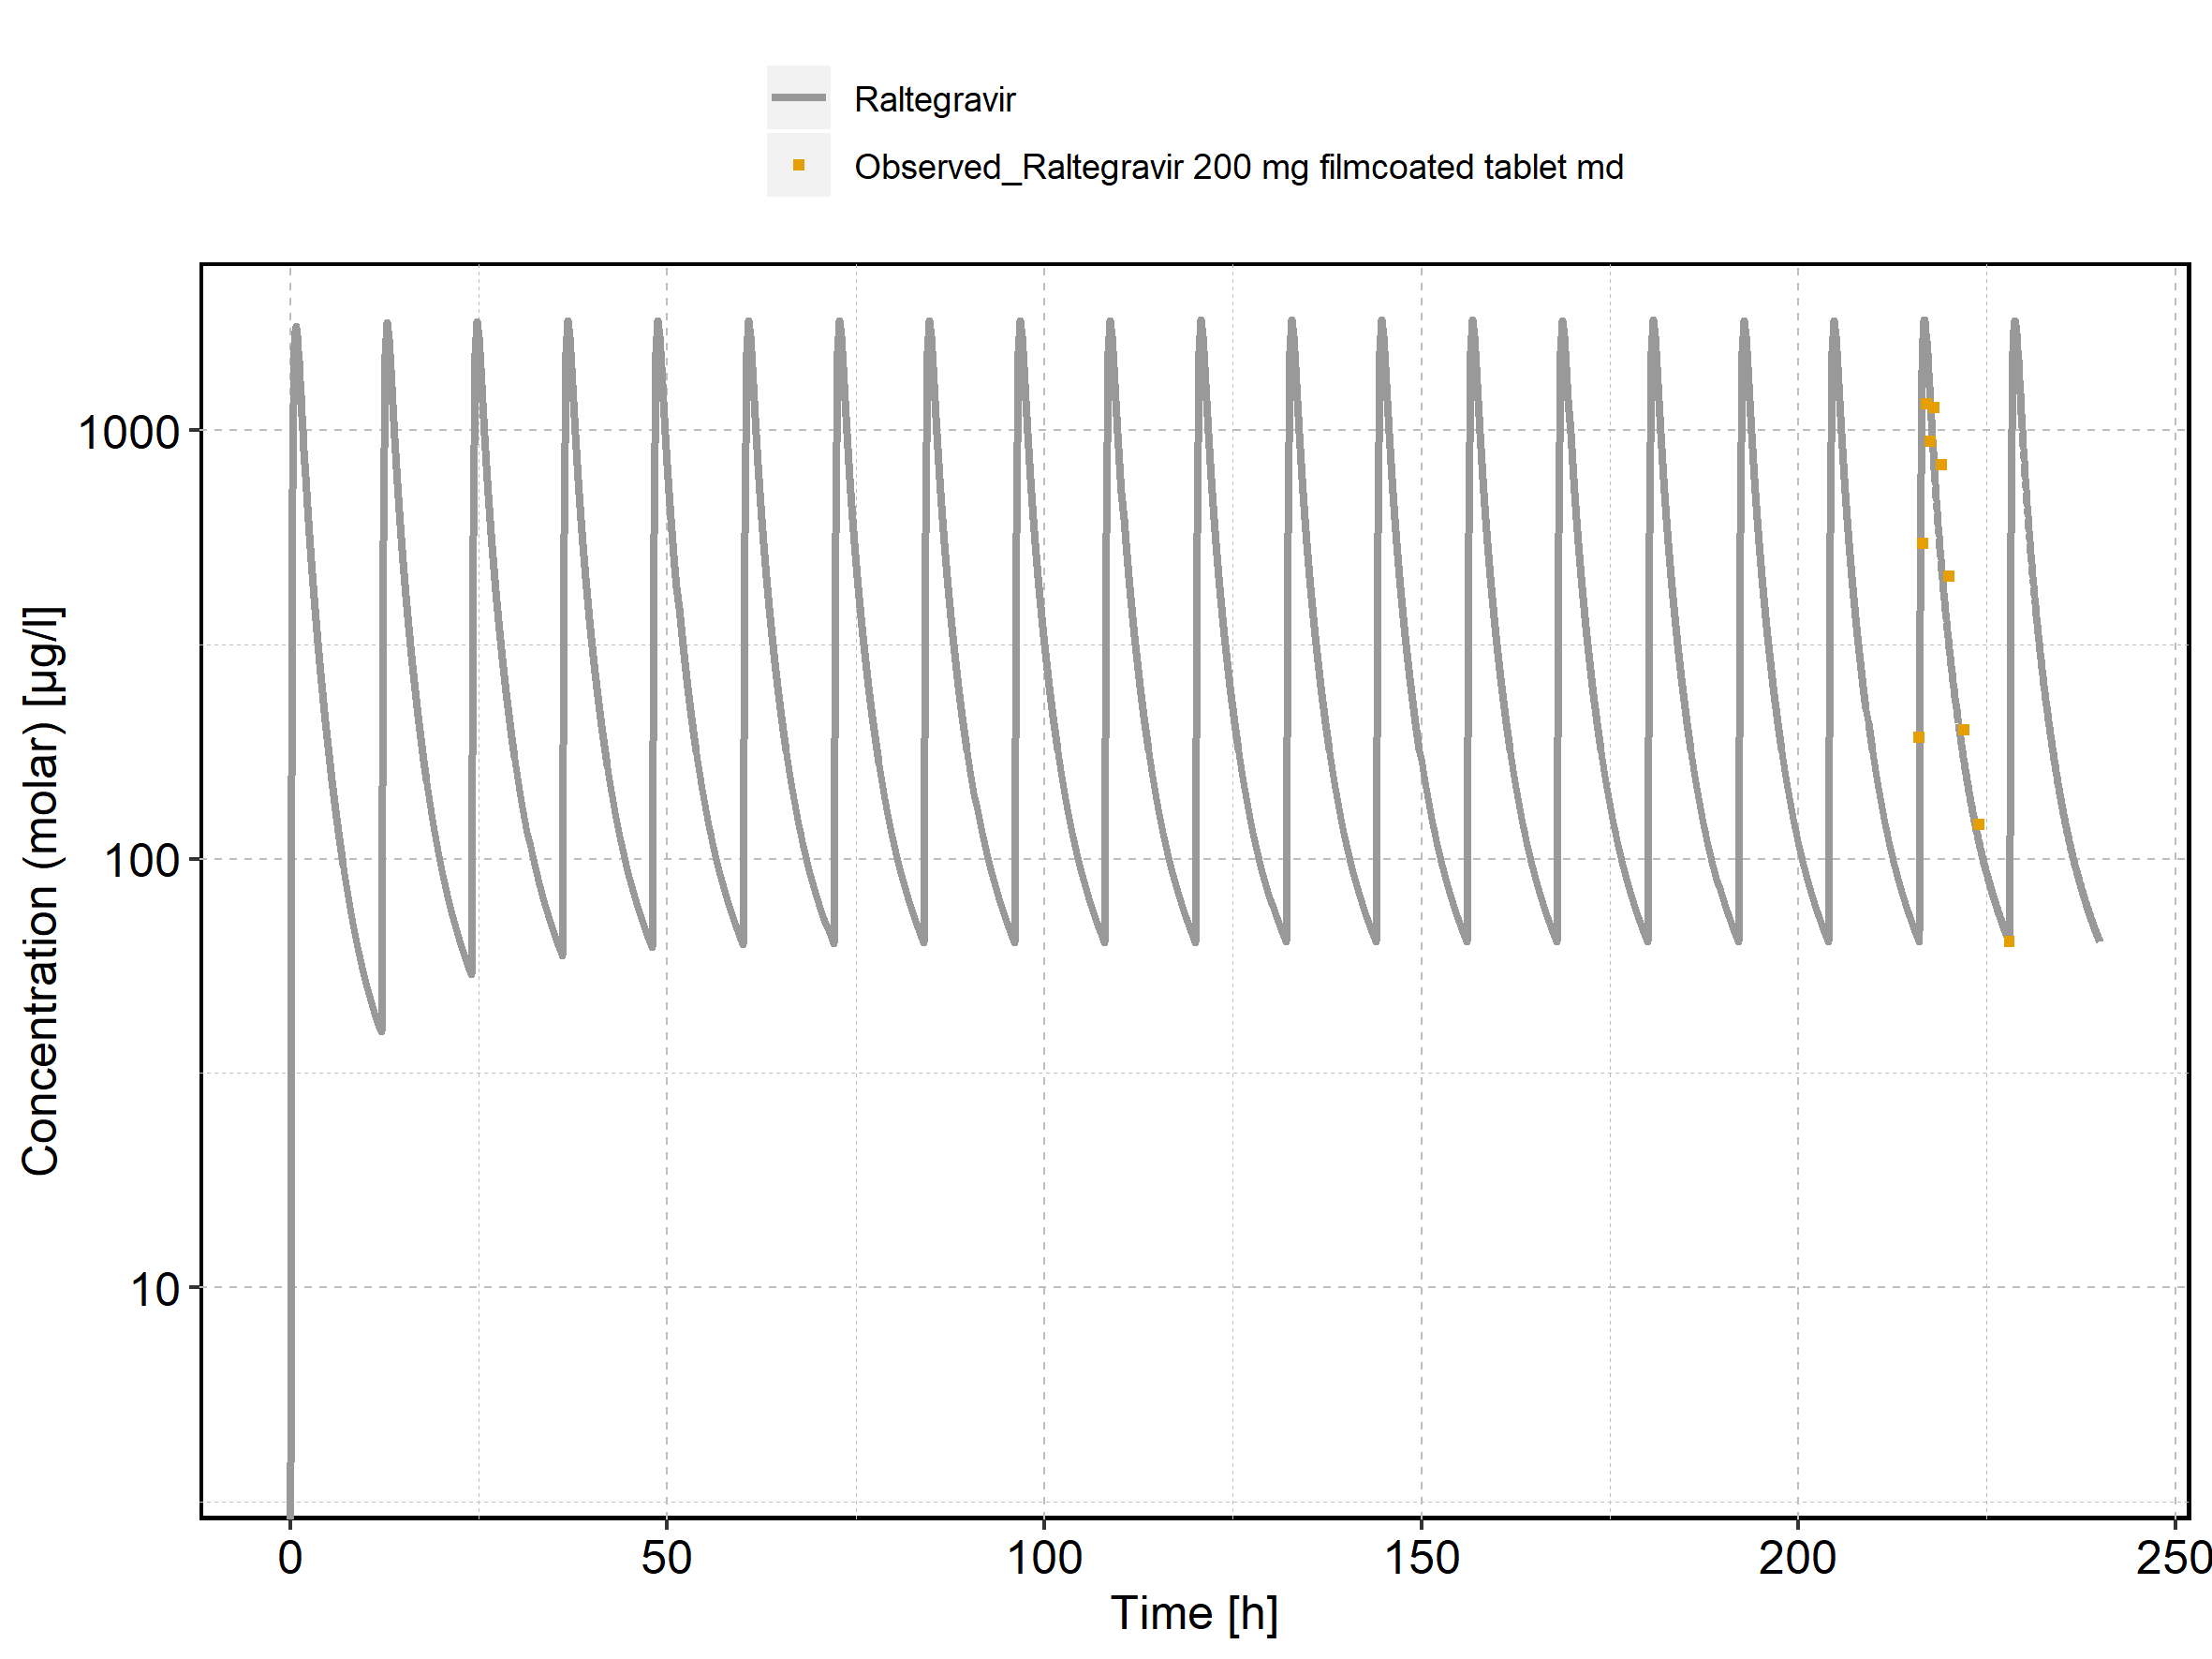 Raltegravir
Observed_Raltegravir 200 mg filmcoated tablet md
Concentration (molar) [µg/l]
1000
100
10
0 50 100 150 200 250
Time [h]